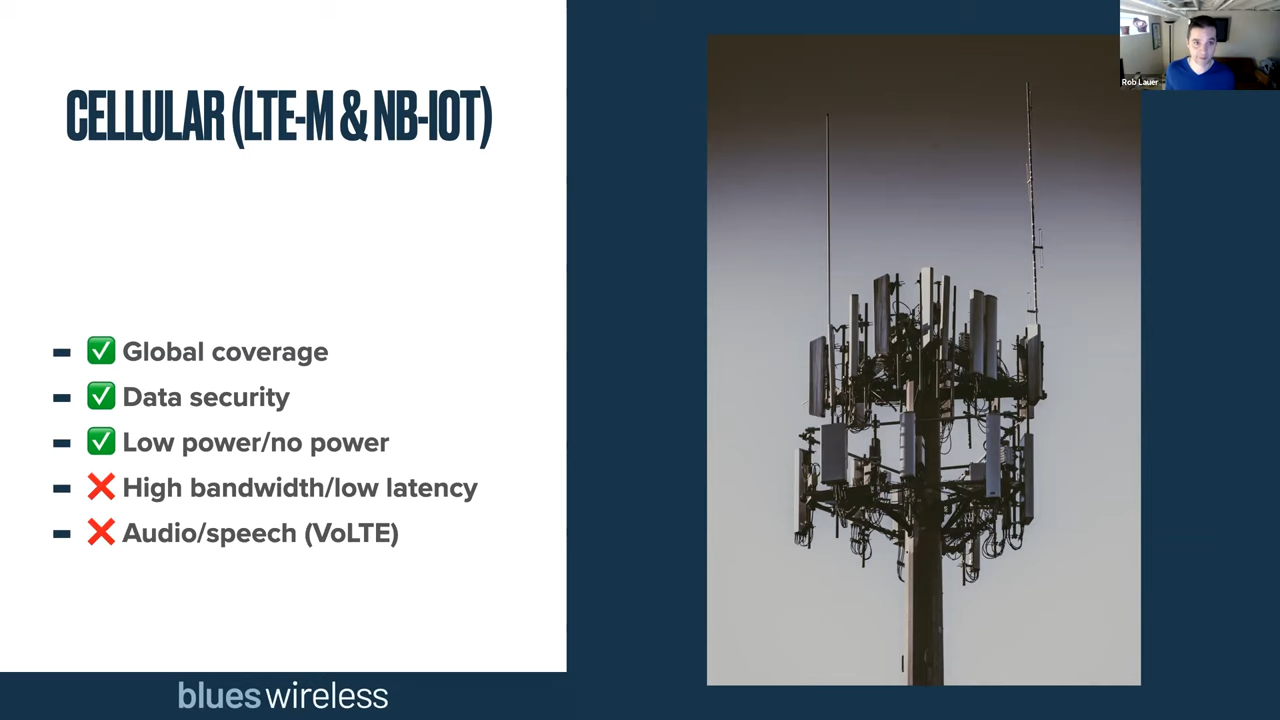 CELLULAR (LTE-M & NB-IOT)
Rob Lauer
- ✅ Global coverage
- ✅ Data security
- ✅ Low power/no power
- ❌ High bandwidth/low latency
- ❌ Audio/speech (VoLTE)
blues wireless